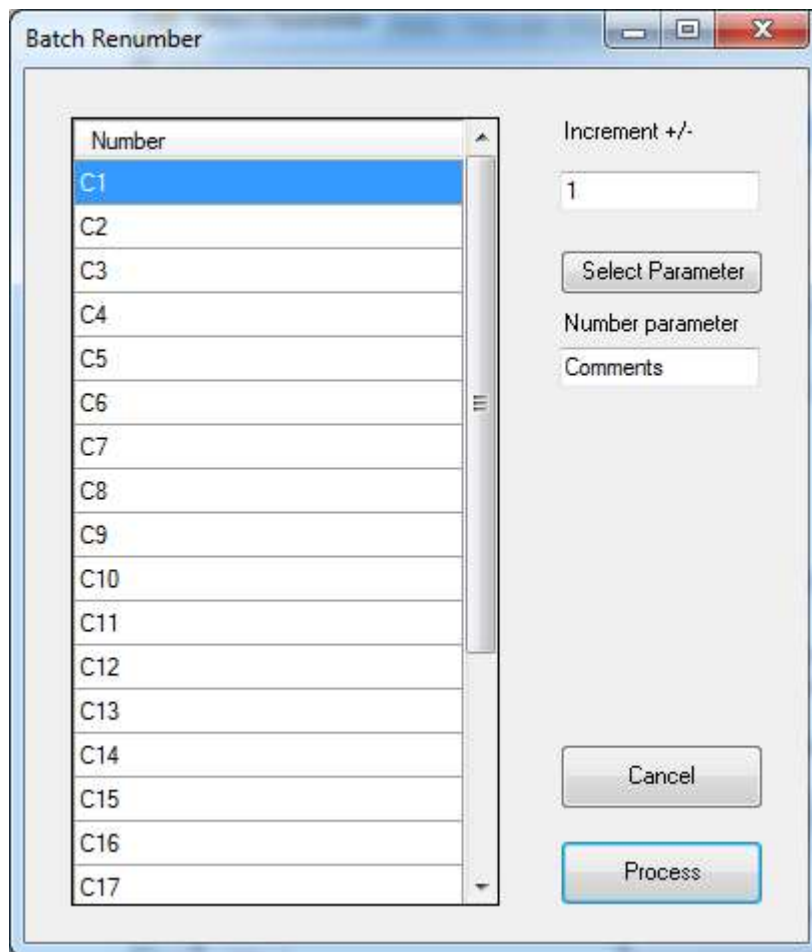 Batch Renumber
Number
C1
C2
C3
C4
C5
C6
C7
C8
C9
C10
C11
C12
C13
C14
C15
C16
C17
Increment +/-
1
Select Parameter
Number parameter
Comments
Cancel
Process